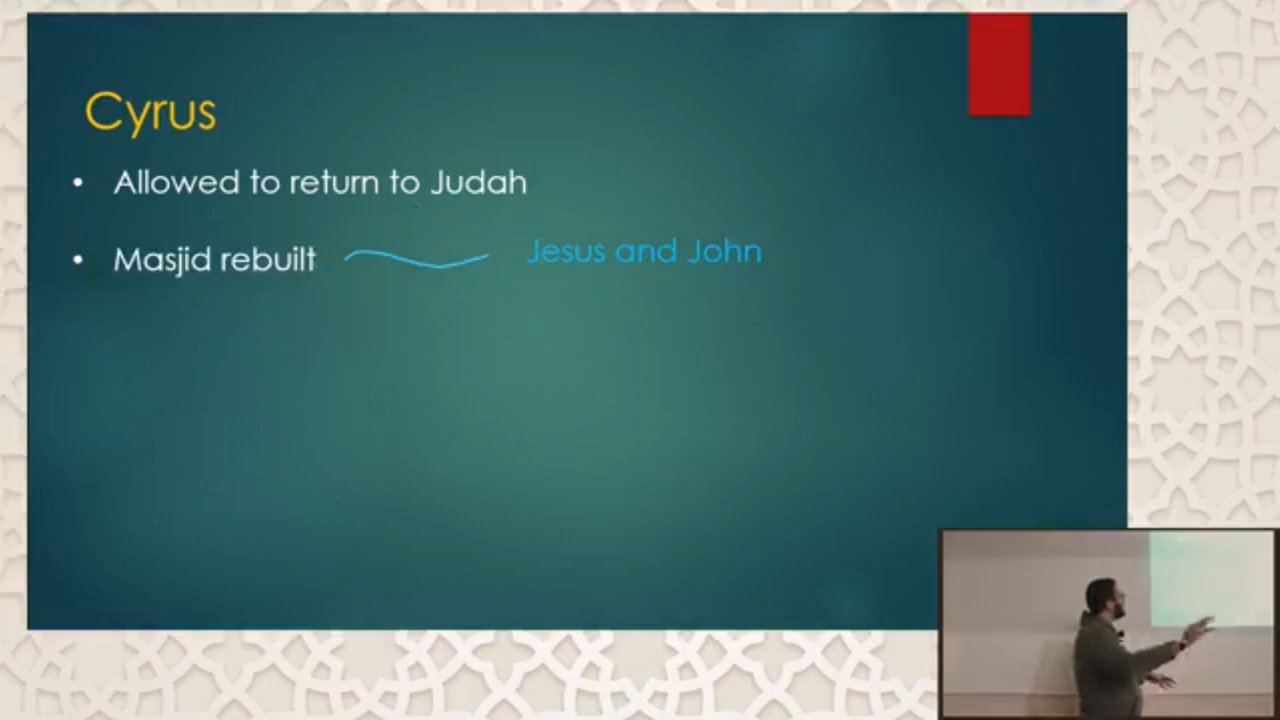 Cyrus
• Allowed to return to Judah
• Masjid rebuilt Jesus and John